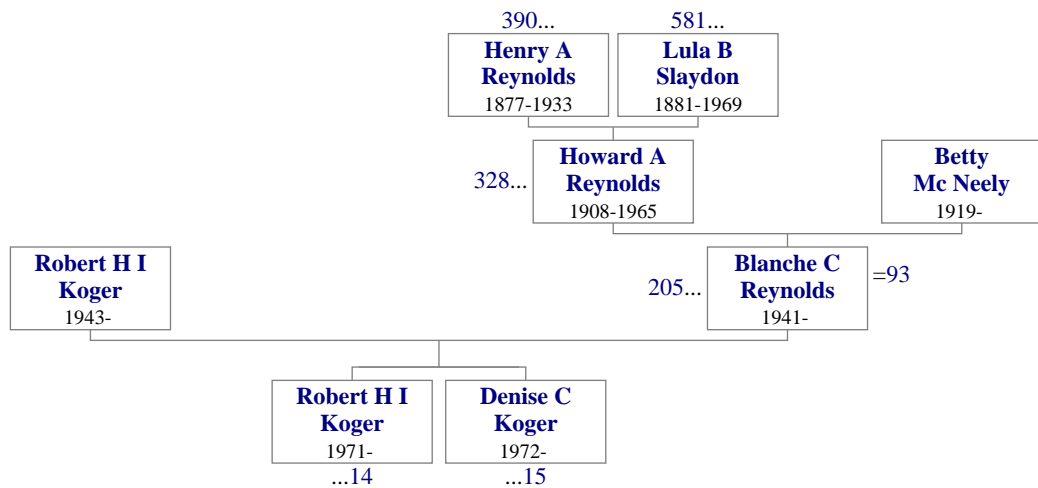 390...
581...
Henry A
Reynolds
1877-1933
Lula B
Slaydon
1881-1969
328...
Howard A
Reynolds
1908-1965
Betty
Mc Neely
1919-
Robert H I
Koger
1943-
205...
Blanche C
Reynolds
1941-
=93
Robert H I
Koger
1971-
...14
Denise C
Koger
1972-
...15